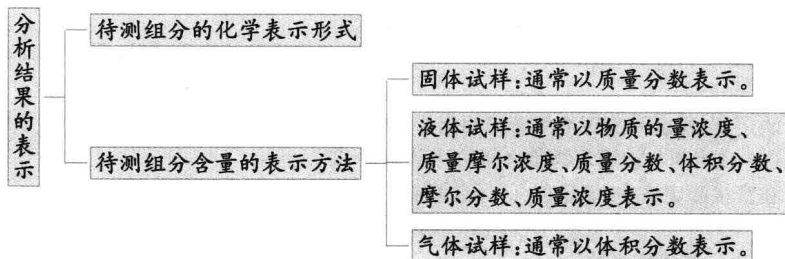 分析结果的表示
待测组分的化学表示形式
待测组分含量的表示方法
固体试样:通常以质量分数表示。
液体试样:通常以物质的量浓度、
质量摩尔浓度、质量分数、体积分数、
摩尔分数、质量浓度表示。
气体试样:通常以体积分数表示。